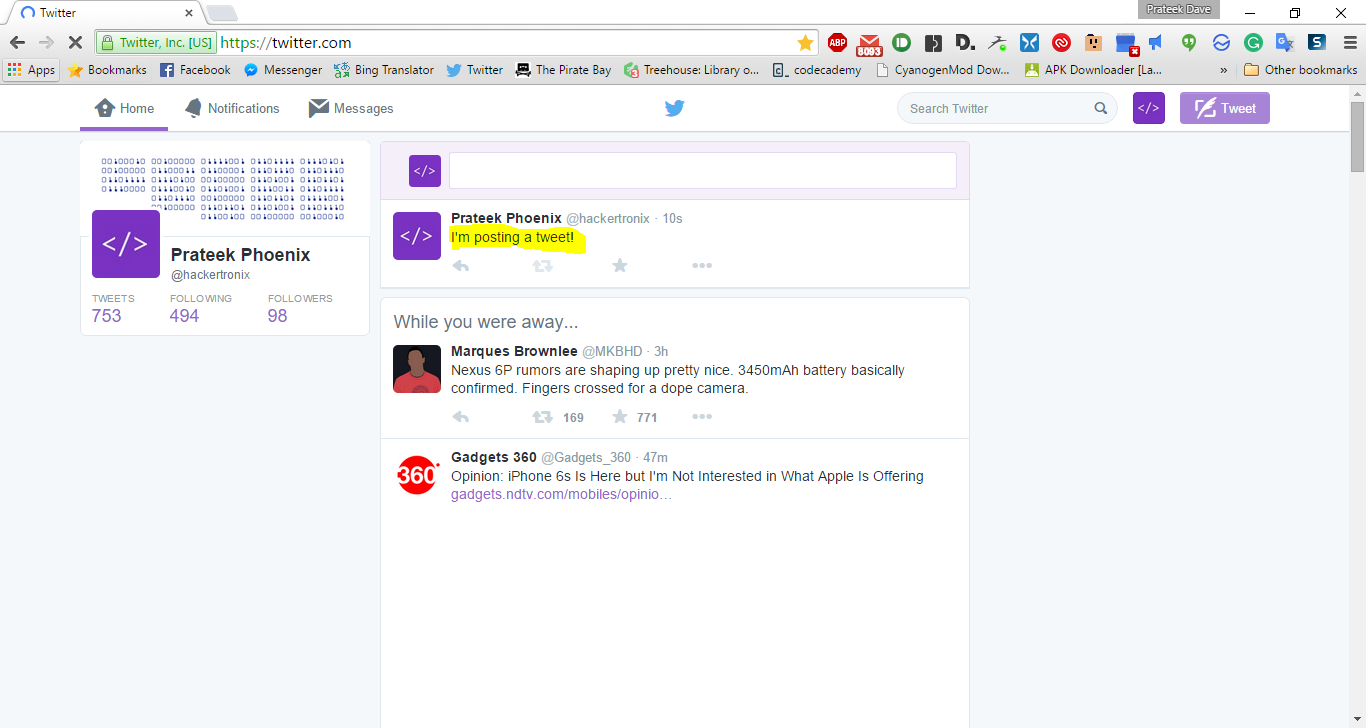 Twitter
Prateek Dave
Twitter, Inc. [US] https://twitter.com
ABP
8093
Apps Bookmarks Facebook Messenger Bing Translator Twitter The Pirate Bay Treehouse: Library o... codecademy CyanogenMod Dow... APK Downloader [La... » Other bookmarks
Home Notifications Messages Search Twitter </> Tweet
</>
Prateek Phoenix @hackertronix · 10s
I'm posting a tweet!
</>
</>
Prateek Phoenix
@hackertronix
TWEETS FOLLOWING FOLLOWERS
753 494 98
While you were away...
Marques Brownlee @MKBHD · 3h
Nexus 6P rumors are shaping up pretty nice. 3450mAh battery basically
confirmed. Fingers crossed for a dope camera.
169 771
360
Gadgets 360 @Gadgets_360 · 47m
Opinion: iPhone 6s Is Here but I'm Not Interested in What Apple Is Offering
gadgets.ndtv.com/mobiles/opinio…